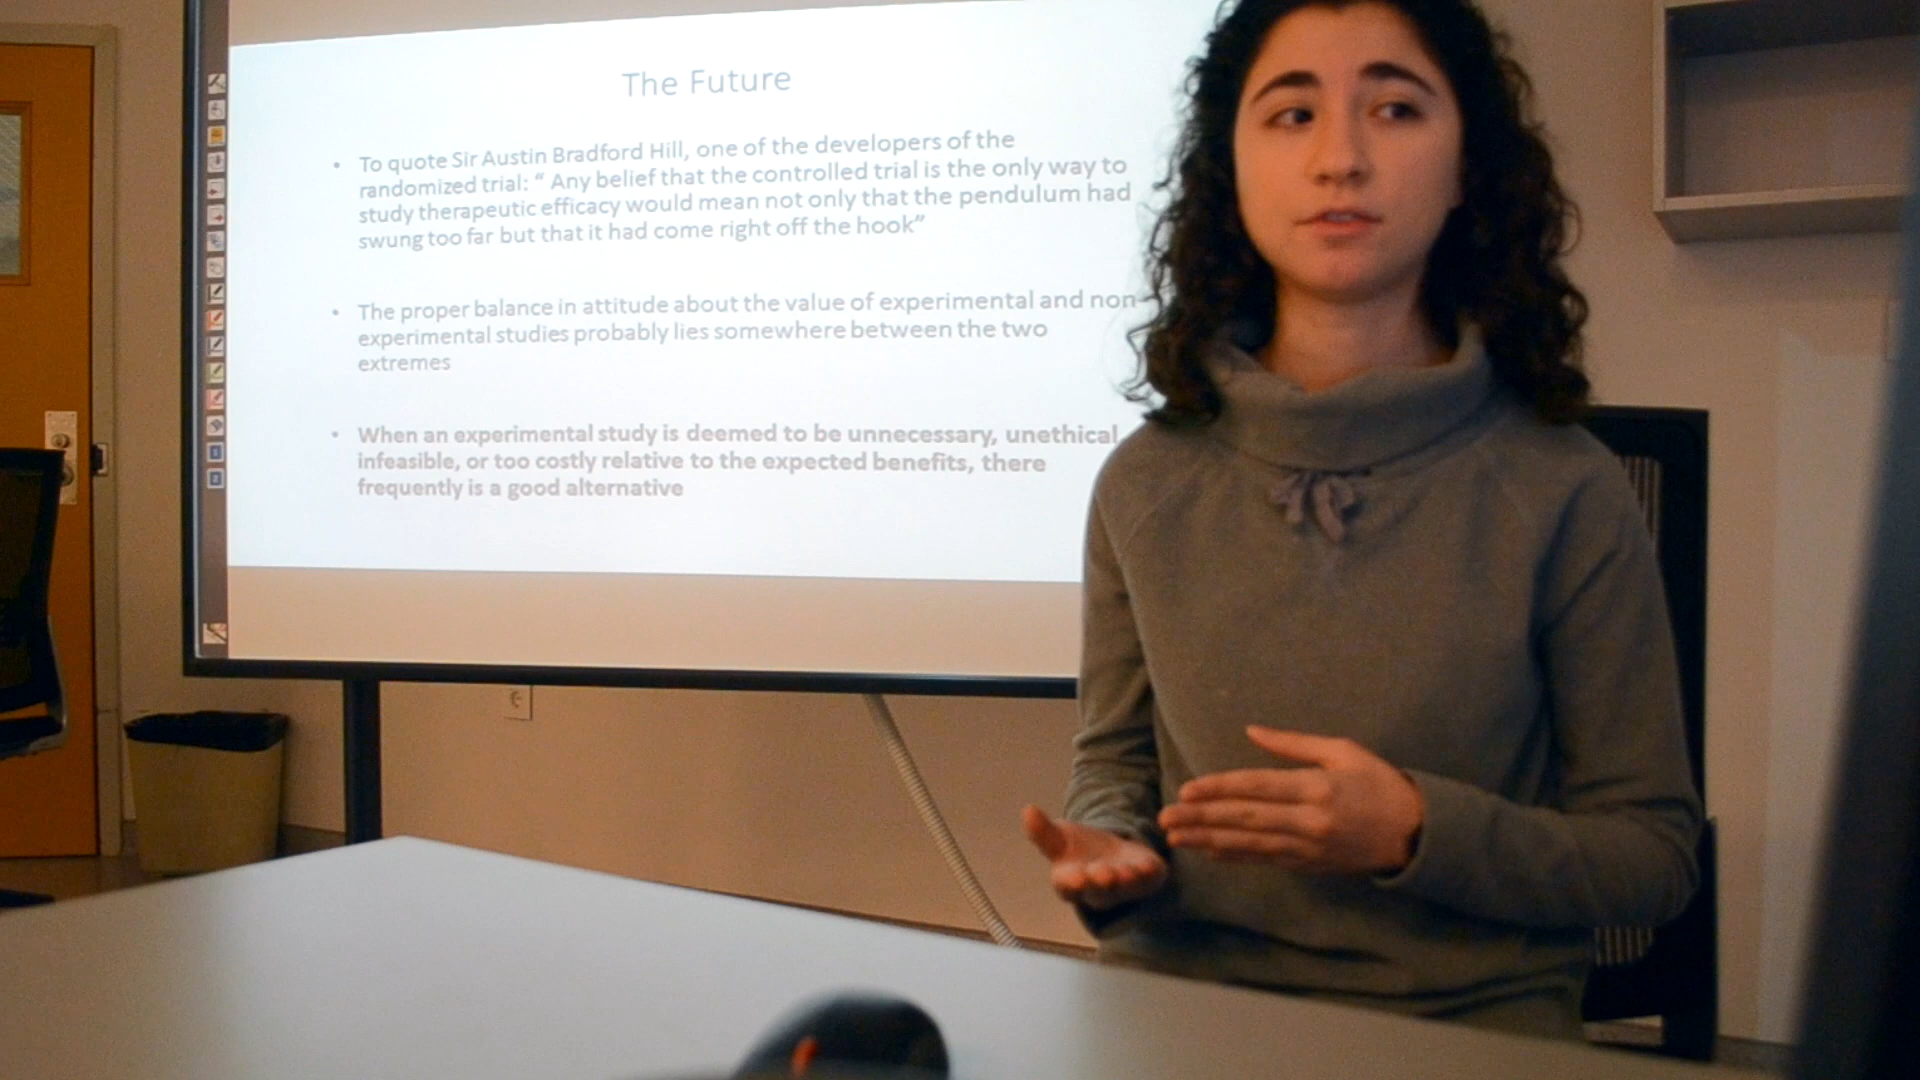 The Future
• To quote Sir Austin Bradford Hill, one of the developers of the
randomized trial: “ Any belief that the controlled trial is the only way to
study therapeutic efficacy would mean not only that the pendulum had
swung too far but that it had come right off the hook”
• The proper balance in attitude about the value of experimental and non-
experimental studies probably lies somewhere between the two
extremes
• When an experimental study is deemed to be unnecessary, unethical,
infeasible, or too costly relative to the expected benefits, there
frequently is a good alternative